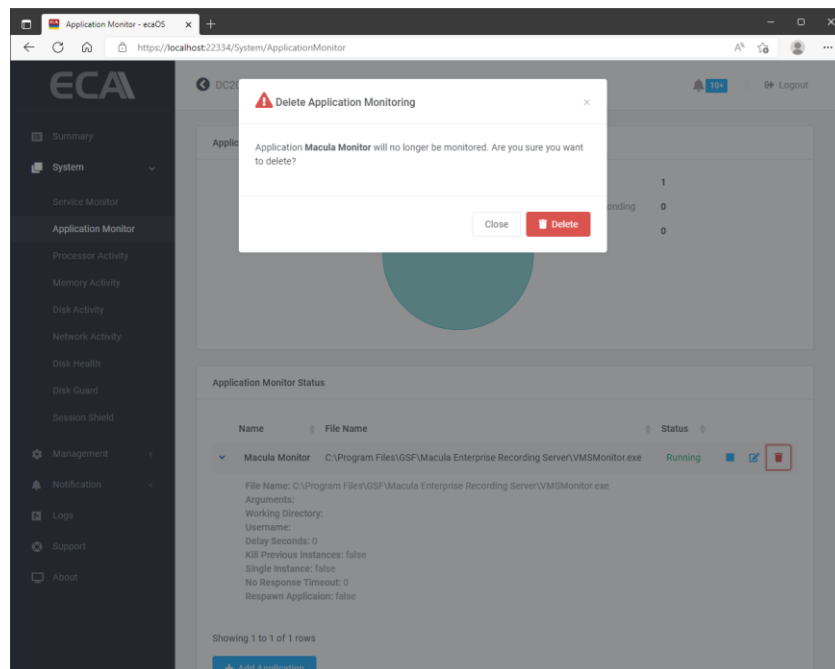 Application Monitor - ecaOS
https://localhost:22334/System/ApplicationMonitor
ECA
DC20
10+
Logout
Summary
System
Service Monitor
Application Monitor
Processor Activity
Memory Activity
Disk Activity
Network Activity
Disk Health
Disk Guard
Session Shield
Management
Notification
Logs
Support
About
Delete Application Monitoring
Application Macula Monitor will no longer be monitored. Are you sure you want
to delete?
Close
Delete
1
onding 0
0
Application Monitor Status
Name File Name Status
Macula Monitor C:\Program Files\GSF\Macula Enterprise Recording Server\VMSMonitor.exe Running
File Name: C:\Program Files\GSF\Macula Enterprise Recording Server\VMSMonitor.exe
Arguments:
Working Directory:
Username:
Delay Seconds: 0
Kill Previous Instances: false
Single Instance: false
No Response Timeout: 0
Respawn Applicaion: false
Showing 1 to 1 of 1 rows
+ Add Application